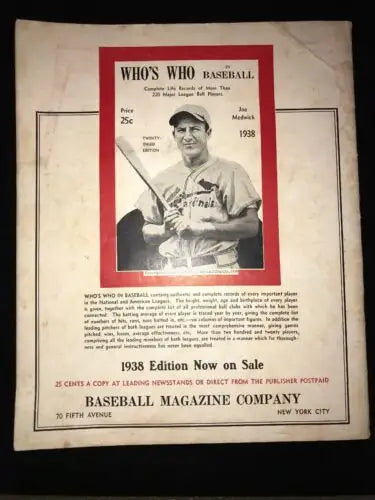 WHO'S WHO IN BASEBALL
Complete Life Records of More Than
225 Major League Ball Players
Price
25c
Joe
Medwick
1938
TWENTY-
THIRD
EDITION
Cardinals
WHO'S WHO IN BASEBALL contains authentic and complete records of every important player
in the National and American Leagues. The height, weight, age and birthplace of every player
is given, together with the complete list of all professional ball clubs with which he has been
connected. The batting average of every player is traced year by year, giving the complete list
of numbers of hits, runs, runs batted in, etc.—ten columns of important figures. In addition the
leading pitchers of both leagues are treated in the most comprehensive manner, giving games
pitched, wins, losses, average effectiveness, etc. More than two hundred and twenty players,
comprising all the leading members of both leagues, are treated in a manner which for thorough-
ness and general instructiveness has never been equalled.
1938 Edition Now on Sale
25 CENTS A COPY AT LEADING NEWSSTANDS OR DIRECT FROM THE PUBLISHER POSTPAID
BASEBALL MAGAZINE COMPANY
70 FIFTH AVENUE NEW YORK CITY